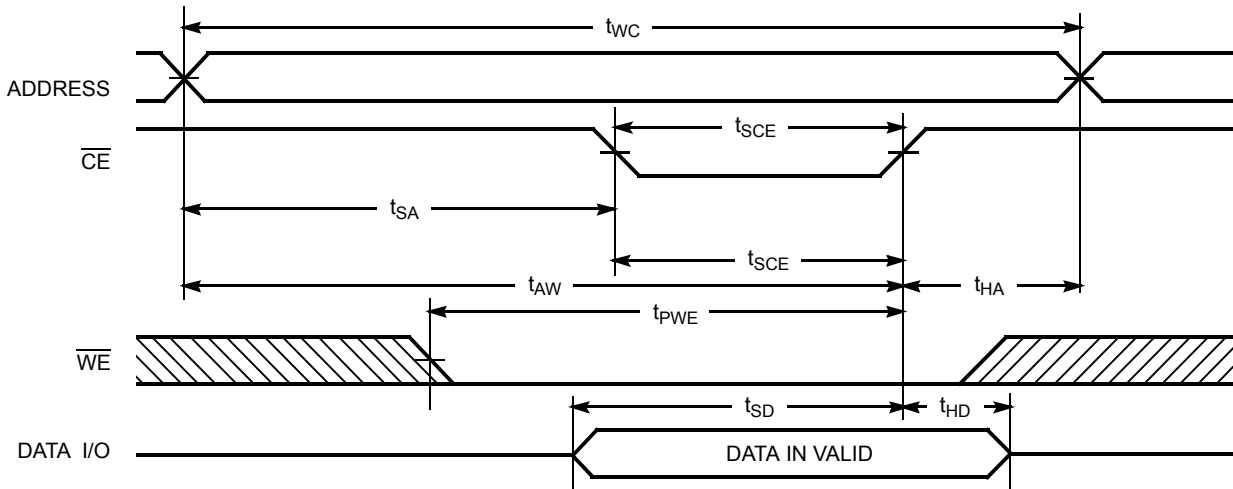 tWC
ADDRESS
tSCE
CE
tSA
tSCE
tAW
tHA
tPWE
WE
tSD
tHD
DATA I/O
DATA IN VALID